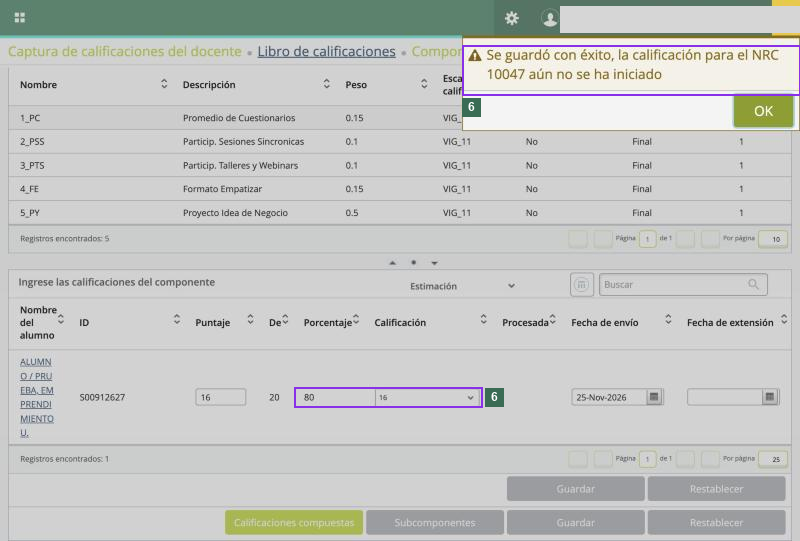 Captura de calificaciones del docente • Libro de calificaciones • Compon
Se guardó con éxito, la calificación para el NRC
10047 aún no se ha iniciado
6
OK
Nombre Descripción Peso Esca
calif
1_PC Promedio de Cuestionarios 0.15 VIG_
2_PSS Particip. Sesiones Sincronicas 0.1 VIG_11 No Final 1
3_PTS Particip. Talleres y Webinars 0.1 VIG_11 No Final 1
4_FE Formato Empatizar 0.15 VIG_11 No Final 1
5_PY Proyecto Idea de Negocio 0.5 VIG_11 No Final 1
Registros encontrados: 5 Página 1 de 1 Por página 10
Ingrese las calificaciones del componente Estimación Buscar
Nombre
del
alumno
ID Puntaje De Porcentaje Calificación Procesada Fecha de envío Fecha de extensión
ALUMN
O / PRU
EBA, EM
PRENDI
MIENTO
U.
S00912627 16 20 80 16 6 25-Nov-2026
Registros encontrados: 1 Página 1 de 1 Por página 25
Guardar Restablecer
Calificaciones compuestas Subcomponentes Guardar Restablecer